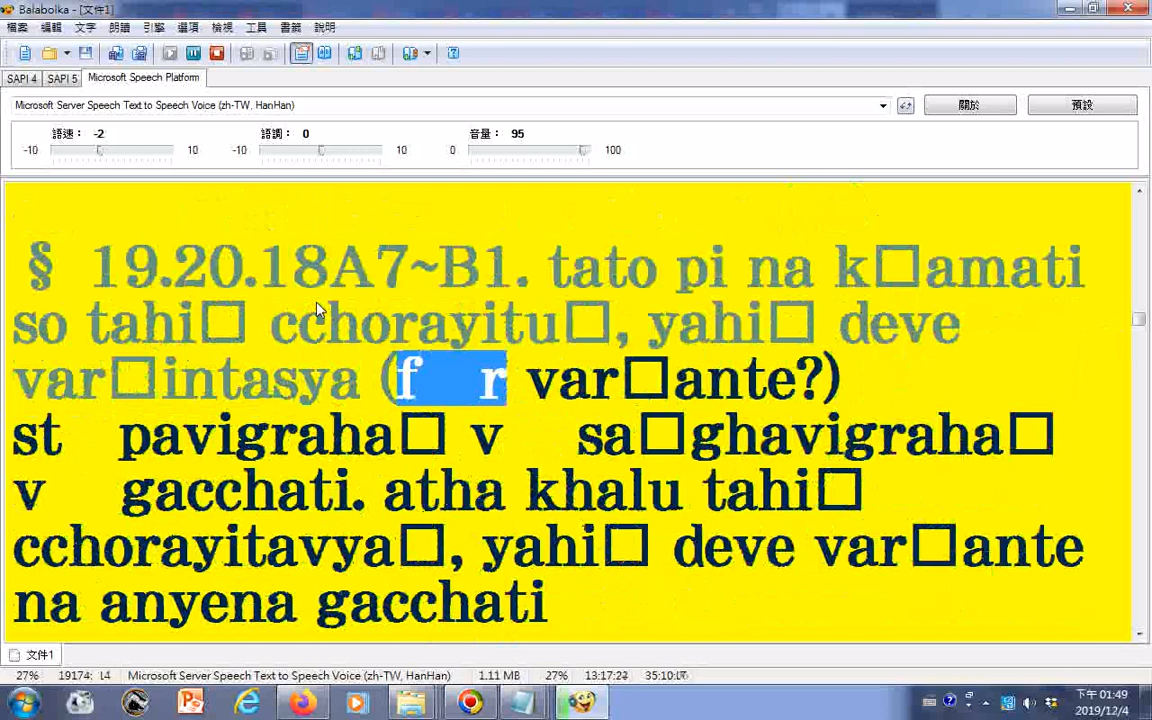 Balabolka - [文件1]
檔案 編輯 文字 朗讀 引擎 選項 檢視 工具 書籤 說明
SAPI 4 SAPI 5 Microsoft Speech Platform
Microsoft Server Speech Text to Speech Voice (zh-TW, HanHan) 關於 預設
語速： -2 語調： 0 音量： 95
-10 10 -10 10 0 100
§ 19.20.18A7~B1. tato pi na k□amati
so tahi□ cchorayitu□, yahi□ deve
var□intasya (f r var□ante?)
st pavigraha□ v sa□ghavigraha□
v gacchati. atha khalu tahi□
cchorayitavya□, yahi□ deve var□ante
na anyena gacchati
文件1
27% 19174: 14 Microsoft Server Speech Text to Speech Voice (zh-TW, HanHan) 1.11 MB 27% 13:17:22
下午 01:49
2019/12/4